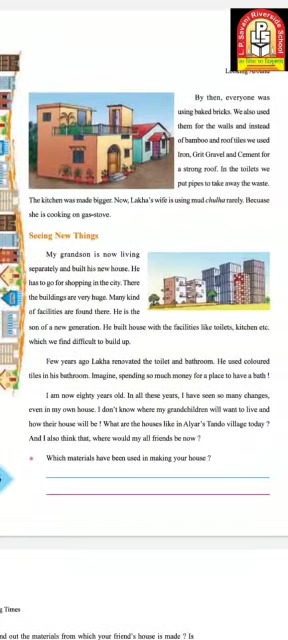 L.P. Savani Riverside School
LPS
Looking Around
By then, everyone was
using baked bricks. We also used
them for the walls and instead
of bamboo and roof tiles we used
Iron, Grit Gravel and Cement for
a strong roof. In the toilets we
put pipes to take away the waste.
The kitchen was made bigger. Now, Lakha's wife is using mud chulha rarely. Becuase
she is cooking on gas-stove.
Seeing New Things
My grandson is now living
separately and built his new house. He
has to go for shopping in the city. There
the buildings are very huge. Many kind
of facilities are found there. He is the
son of a new generation. He built house with the facilities like toilets, kitchen etc.
which we find difficult to build up.
Few years ago Lakha renovated the toilet and bathroom. He used coloured
tiles in his bathroom. Imagine, spending so much money for a place to have a bath !
I am now eighty years old. In all these years, I have seen so many changes,
even in my own house. I don't know where my grandchildren will want to live and
how their house will be ! What are the houses like in Alyar's Tando village today ?
And I also think that, where would my all friends be now ?
Which materials have been used in making your house ?
g Times
nd out the materials from which your friend's house is made ? Is